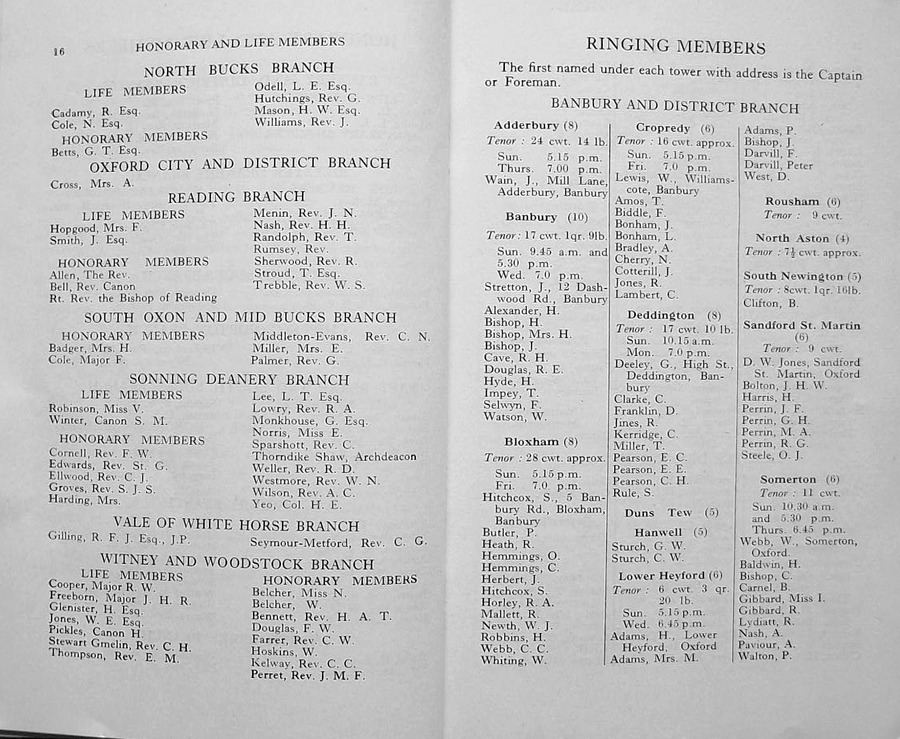 16
HONORARY AND LIFE MEMBERS
NORTH BUCKS BRANCH
LIFE MEMBERS
Cadamy, R. Esq.
Cole, N. Esq.
HONORARY MEMBERS
Betts, G. T. Esq.
Odell, L. E. Esq.
Hutchings, Rev. G.
Mason, H. W. Esq.
Williams, Rev. J.
OXFORD CITY AND DISTRICT BRANCH
Cross, Mrs. A.
READING BRANCH
LIFE MEMBERS
Hopgood, Mrs. F.
Smith, J. Esq.
HONORARY MEMBERS
Allen, The Rev.
Bell, Rev. Canon
Rt. Rev. the Bishop of Reading
Menin, Rev. J. N.
Nash, Rev. H. H.
Randolph, Rev. T.
Rumsey, Rev.
Sherwood, Rev. R.
Stroud, T. Esq.
Trebble, Rev. W. S.
SOUTH OXON AND MID BUCKS BRANCH
HONORARY MEMBERS
Badger, Mrs. H.
Cole, Major F.
Middleton-Evans, Rev. C. N.
Miller, Mrs. E.
Palmer, Rev. G.
SONNING DEANERY BRANCH
LIFE MEMBERS
Robinson, Miss V.
Winter, Canon S. M.
HONORARY MEMBERS
Cornell, Rev. F. W.
Edwards, Rev. St. G.
Ellwood, Rev. C. J.
Groves, Rev. S. J. S.
Harding, Mrs.
Lee, L. T. Esq.
Lowry, Rev. R. A.
Monkhouse, G. Esq.
Norris, Miss E.
Sparshott, Rev. C.
Thorndike Shaw, Archdeacon
Weller, Rev. R. D.
Westmore, Rev. W. N.
Wilson, Rev. A. C.
Yeo, Col. H. E.
VALE OF WHITE HORSE BRANCH
Gilling, R. F. J. Esq., J.P.
Seymour-Metford, Rev. C. G.
WITNEY AND WOODSTOCK BRANCH
LIFE MEMBERS
Cooper, Major R. W.
Freeborn, Major J. H. R.
Glenister, H. Esq.
Jones, W. E. Esq.
Pickles, Canon H.
Stewart Gmelin, Rev. C. H.
Thompson, Rev. E. M.
HONORARY MEMBERS
Belcher, Miss N.
Belcher, W.
Bennett, Rev. H. A. T.
Douglas, F. W.
Farrer, Rev. C. W.
Hoskins, W.
Kelway, Rev. C. C.
Perret, Rev. J. M. F.
RINGING MEMBERS
The first named under each tower with address is the Captain
or Foreman.
BANBURY AND DISTRICT BRANCH
Adderbury (8)
Tenor : 24 cwt. 14 lb.
Sun. 5.15 p.m.
Thurs. 7.00 p.m.
Wain, J., Mill Lane,
Adderbury, Banbury
Banbury (10)
Tenor : 17 cwt. 1qr. 9lb.
Sun. 9.45 a.m. and
5.30 p.m.
Wed. 7.0 p.m.
Stretton, J., 12 Dash-
wood Rd., Banbury
Alexander, H.
Bishop, H.
Bishop, Mrs. H.
Bishop, J.
Cave, R. H.
Douglas, R. E.
Hyde, H.
Impey, T.
Selwyn, F.
Watson, W.
Bloxham (8)
Tenor : 28 cwt. approx.
Sun. 5.15 p.m.
Fri. 7.0 p.m.
Hitchcox, S., 5 Ban-
bury Rd., Bloxham,
Banbury
Butler, P.
Heath, R.
Hemmings, O.
Hemmings, C.
Herbert, J.
Hitchcox, S.
Horley, R. A.
Mallett, R.
Newth, W. J.
Robbins, H.
Webb, C. C.
Whiting, W.
Cropredy (6)
Tenor : 16 cwt. approx.
Sun. 5.15 p.m.
Fri. 7.0 p.m.
Lewis, W., Williams-
cote, Banbury
Amos, T.
Biddle, F.
Bonham, J.
Bonham, L.
Bradley, A.
Cherry, N.
Cotterill, J.
Jones, R.
Lambert, C.
Deddington (8)
Tenor : 17 cwt. 10 lb.
Sun. 10.15 a.m.
Mon. 7.0 p.m.
Deeley, G., High St.,
Deddington, Ban-
bury
Clarke, C.
Franklin, D.
Jines, R.
Kerridge, C.
Miller, T.
Pearson, E. C.
Pearson, E. E.
Pearson, C. H.
Rule, S.
Duns Tew (5)
Hanwell (5)
Sturch, G. W.
Sturch, C. W.
Lower Heyford (6)
Tenor : 6 cwt. 3 qr.
20 lb.
Sun. 5.15 p.m.
Wed. 6.45 p.m.
Adams, H., Lower
Heyford, Oxford
Adams, Mrs. M.
Adams, P.
Bishop, J.
Darvill, F.
Darvill, Peter
West, D.
Rousham (6)
Tenor : 9 cwt.
North Aston (4)
Tenor : 7½ cwt. approx.
South Newington (5)
Tenor : 8cwt. 1qr. 16lb.
Clifton, B.
Sandford St. Martin
(6)
Tenor : 9 cwt.
D. W. Jones, Sandford
St. Martin, Oxford
Bolton, J. H. W.
Harris, H.
Perrin, J. F.
Perrin, G. H.
Perrin, M. A.
Perrin, R. G.
Steele, O. J.
Somerton (6)
Tenor : 11 cwt.
Sun. 10.30 a.m.
and 5.30 p.m.
Thurs. 6.45 p.m.
Webb, W., Somerton,
Oxford.
Baldwin, H.
Bishop, C.
Carnel, B.
Gibbard, Miss I.
Gibbard, R.
Lydiatt, R.
Nash, A.
Paviour, A.
Walton, P.